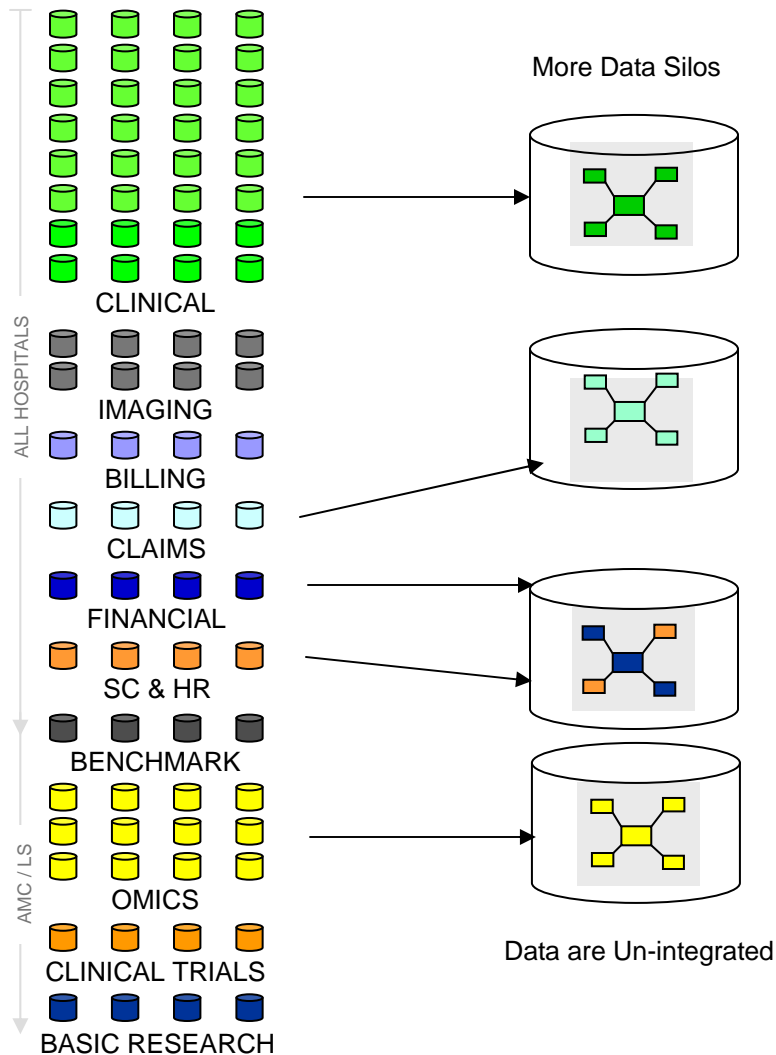 More Data Silos
CLINICAL
IMAGING
BILLING
CLAIMS
FINANCIAL
SC & HR
BENCHMARK
OMICS
CLINICAL TRIALS
BASIC RESEARCH
ALL HOSPITALS
AMC / LS
Data are Un-integrated